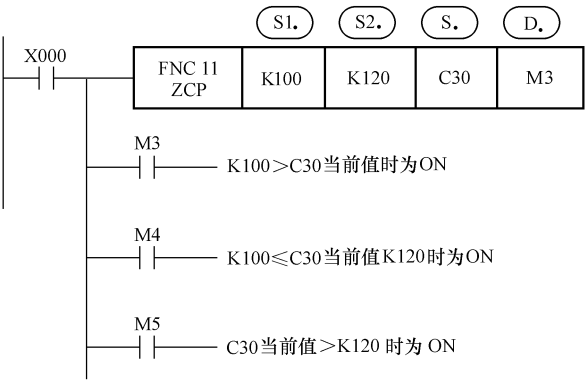 S1. S2. S. D.
X000
FNC 11 K100 K120 C30 M3
ZCP
M3
K100＞C30当前值时为ON
M4
K100≤C30当前值K120时为ON
M5
C30当前值＞K120 时为 ON